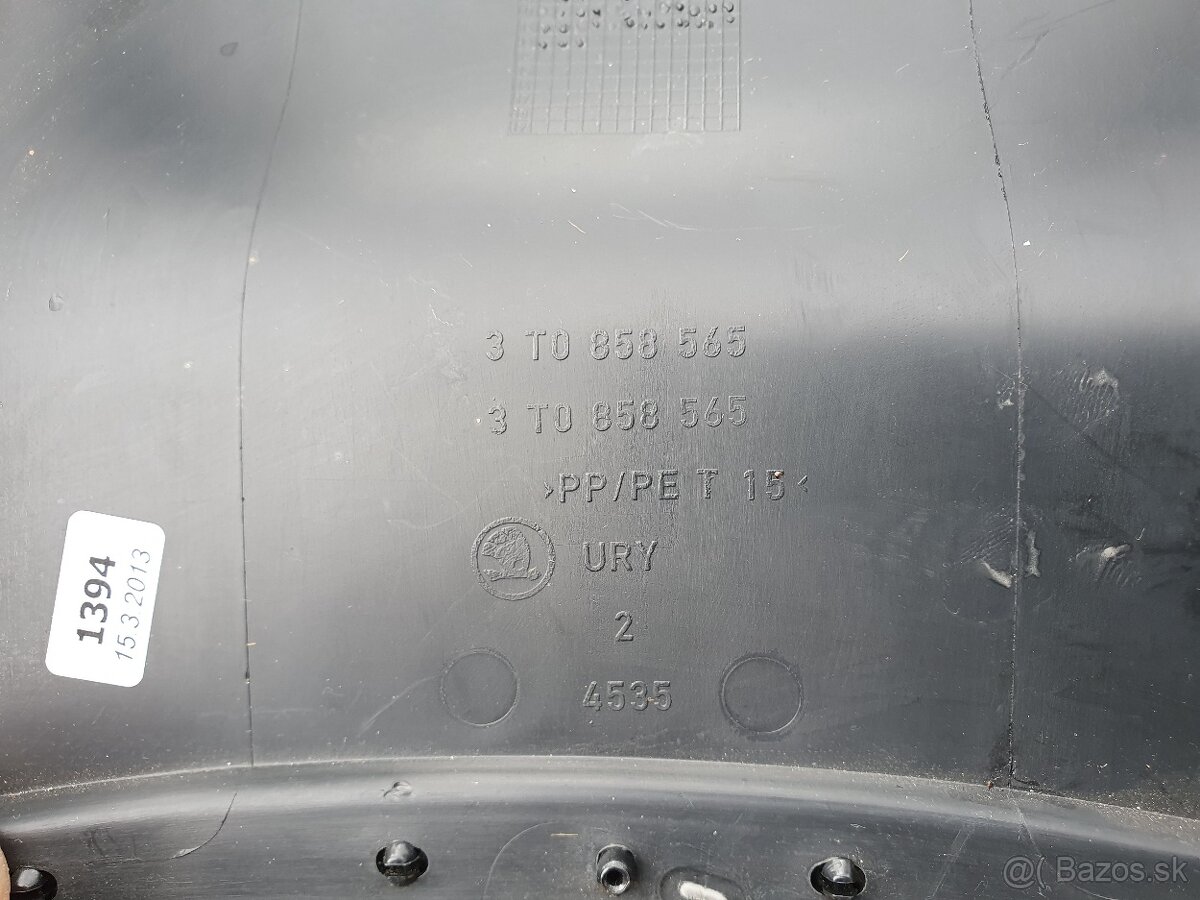 3 T0 858 565
3 T0 858 565
>PP/PE T 15<
URY
2
4535
1394
15.3.2013
@( Bazos.sk